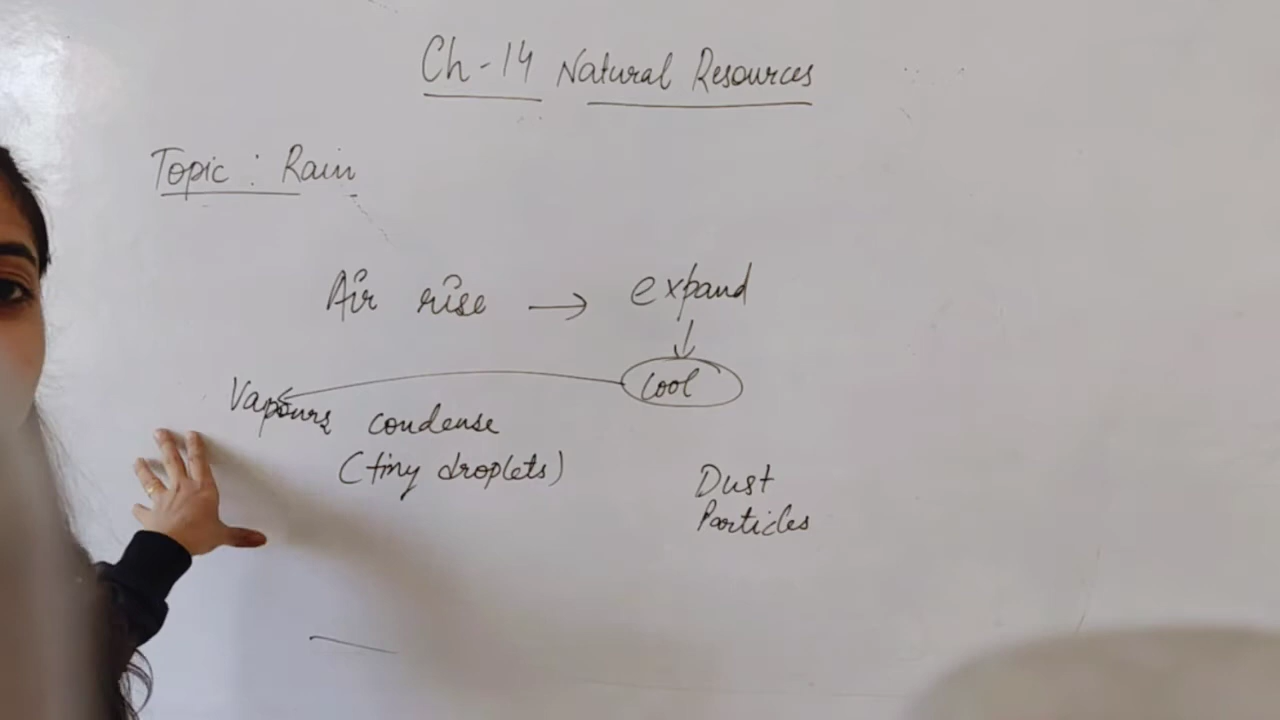 Ch-14 Natural Resources
Topic : Rain
Air rise → expand
↓
Cool
Vapours condense
(tiny droplets)
Dust
Particles